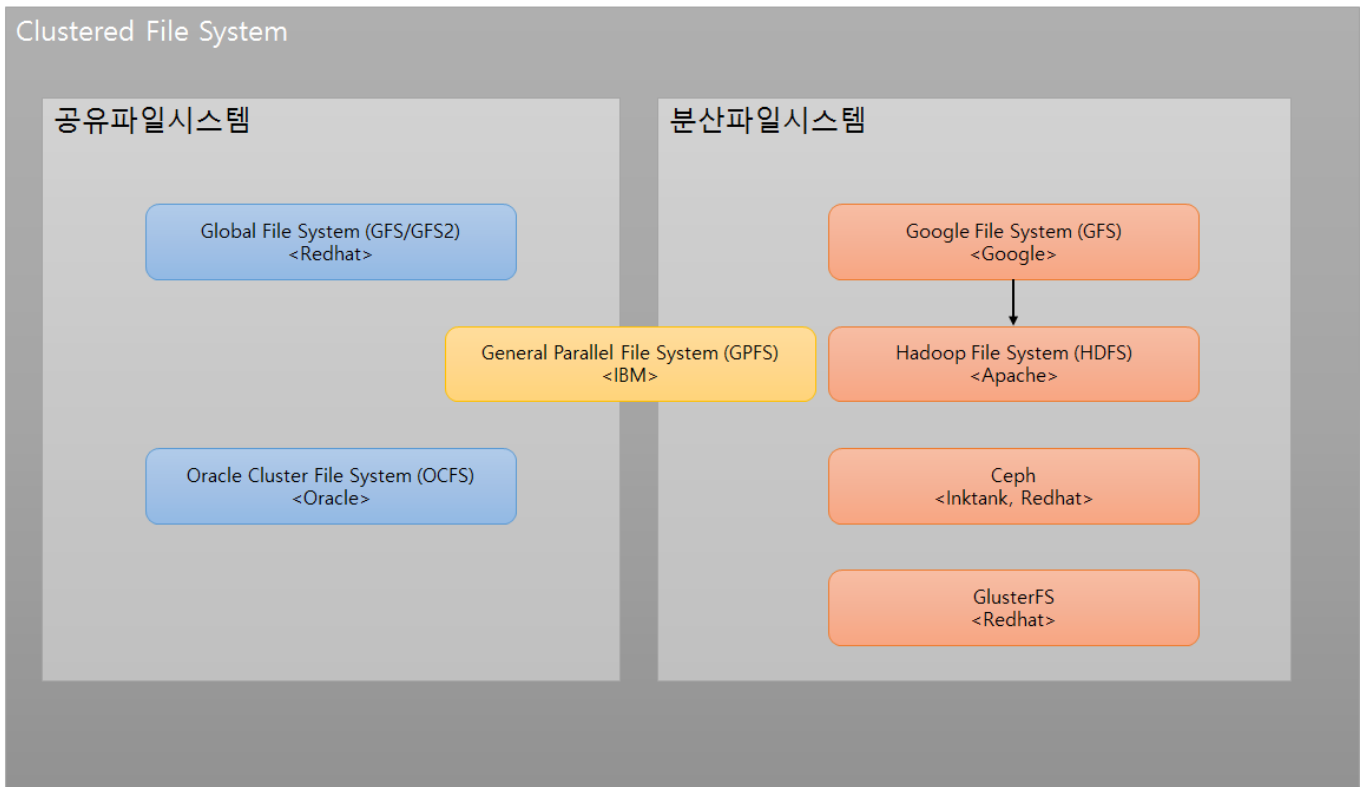 Clustered File System
공유파일시스템
Global File System (GFS/GFS2)
<Redhat>
General Parallel File System (GPFS)
<IBM>
Oracle Cluster File System (OCFS)
<Oracle>
분산파일시스템
Google File System (GFS)
<Google>
Hadoop File System (HDFS)
<Apache>
Ceph
<Inktank, Redhat>
GlusterFS
<Redhat>